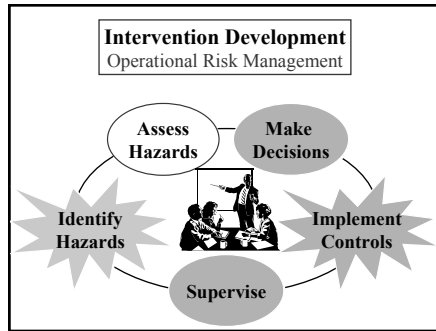 Intervention Development
Operational Risk Management
Assess
Hazards
Make
Decisions
Identify
Hazards
Implement
Controls
Supervise